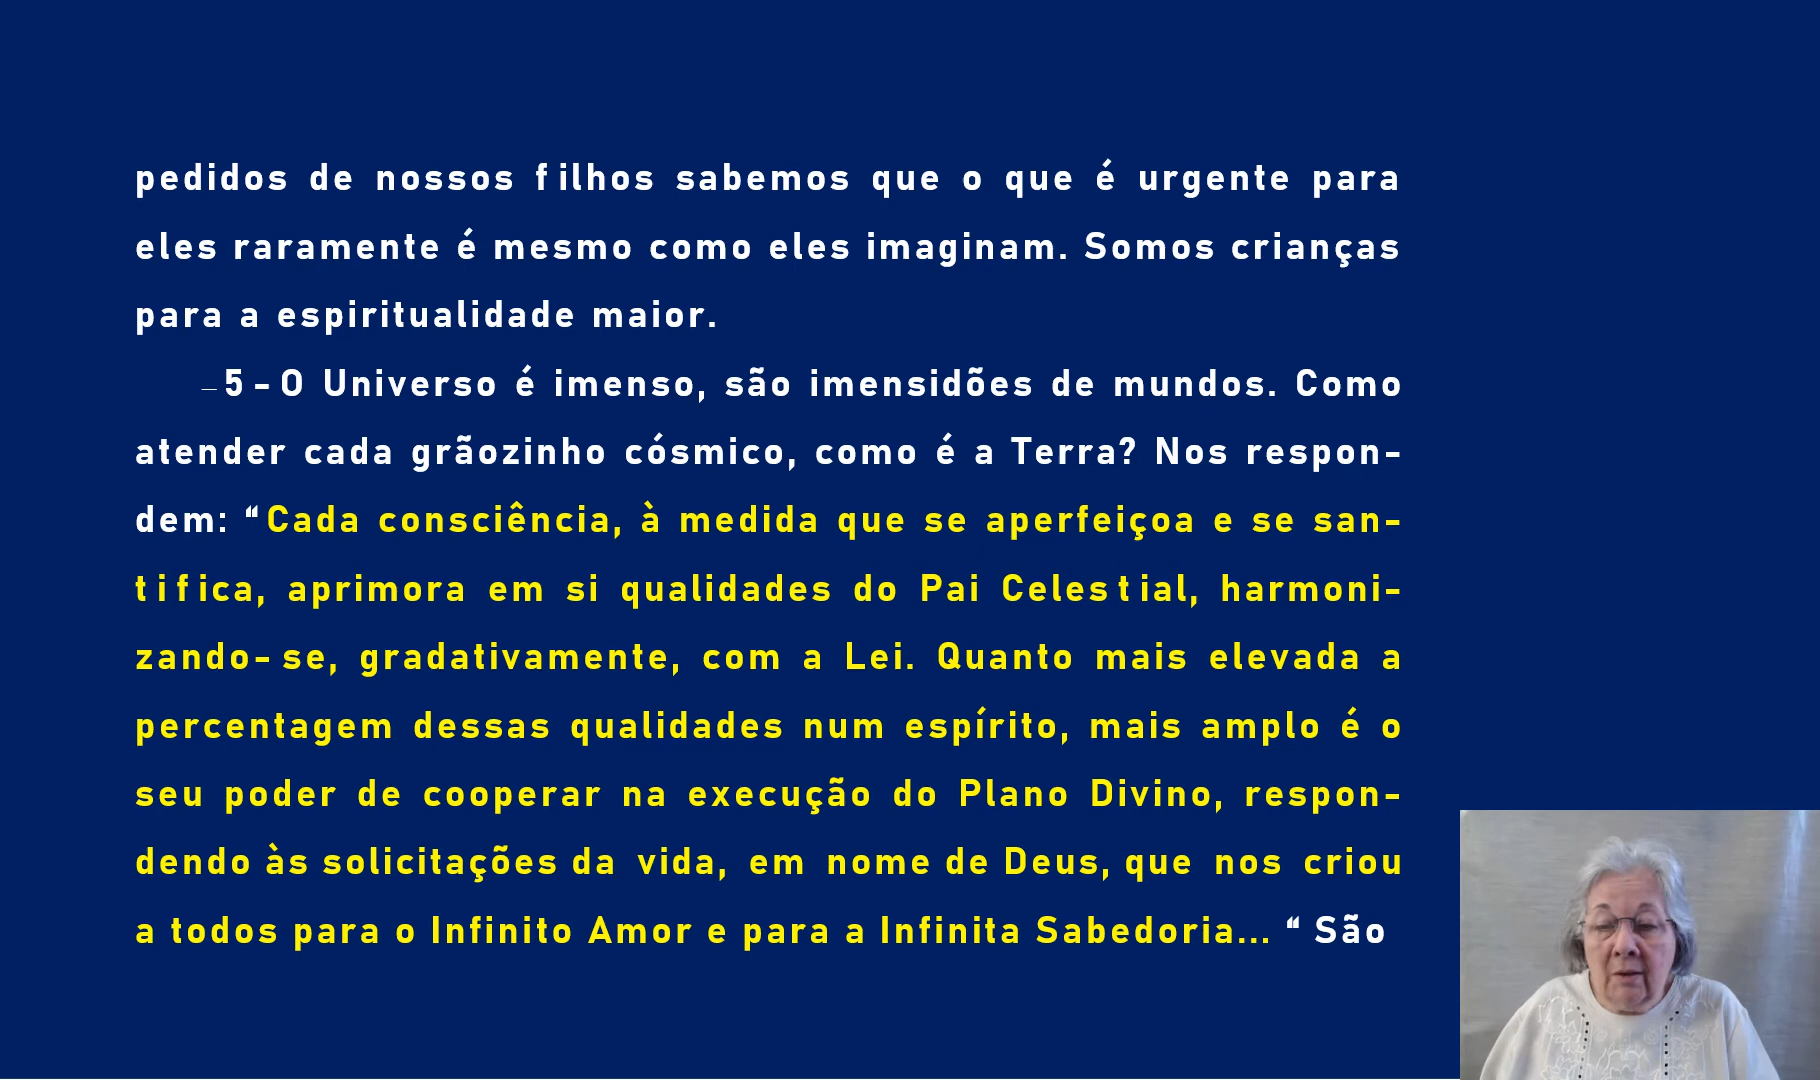 pedidos de nossos filhos sabemos que o que é urgente para
eles raramente é mesmo como eles imaginam. Somos crianças
para a espiritualidade maior.
–5-O Universo é imenso, são imensidões de mundos. Como
atender cada grãozinho cósmico, como é a Terra? Nos respon-
dem: “Cada consciência, à medida que se aperfeiçoa e se san-
tifica, aprimora em si qualidades do Pai Celestial, harmoni-
zando-se, gradativamente, com a Lei. Quanto mais elevada a
percentagem dessas qualidades num espírito, mais amplo é o
seu poder de cooperar na execução do Plano Divino, respon-
dendo às solicitações da vida, em nome de Deus, que nos criou
a todos para o Infinito Amor e para a Infinita Sabedoria... “ São